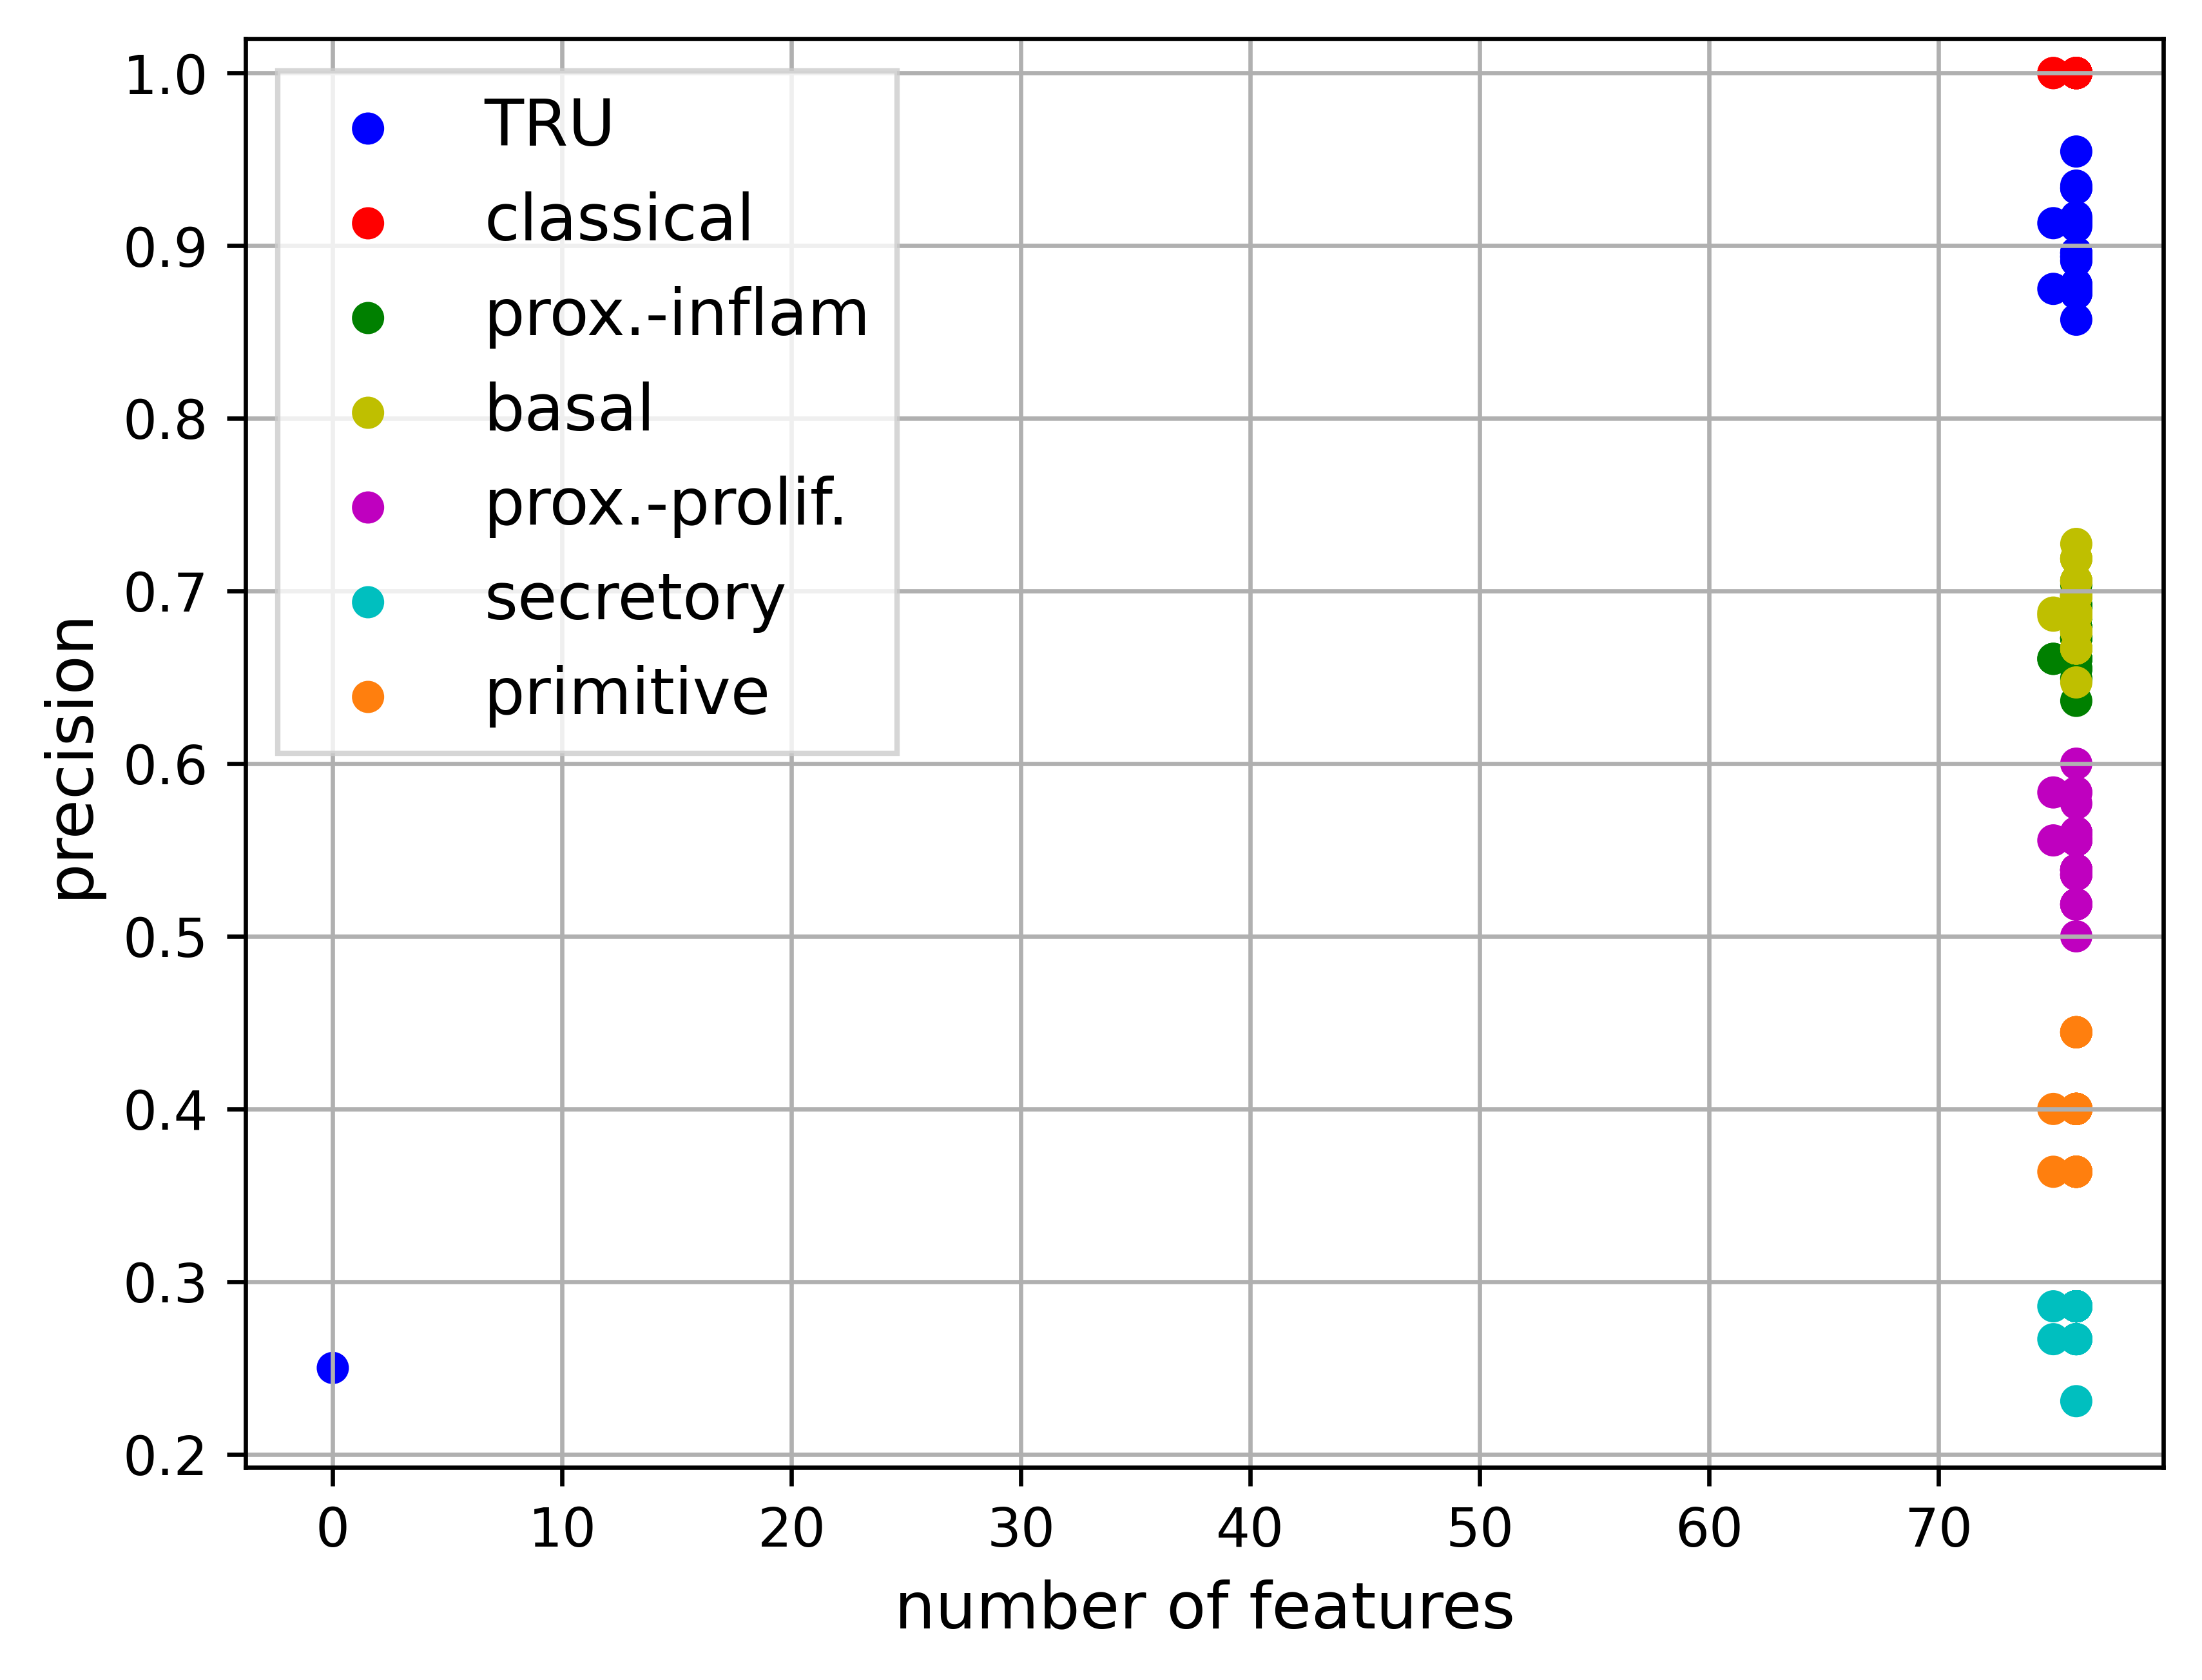 TRU
classical
prox.-inflam
basal
prox.-prolif.
secretory
primitive
1.0
0.9
0.8
0.7
0.6
0.5
0.4
0.3
0.2
precision
0 10 20 30 40 50 60 70
number of features